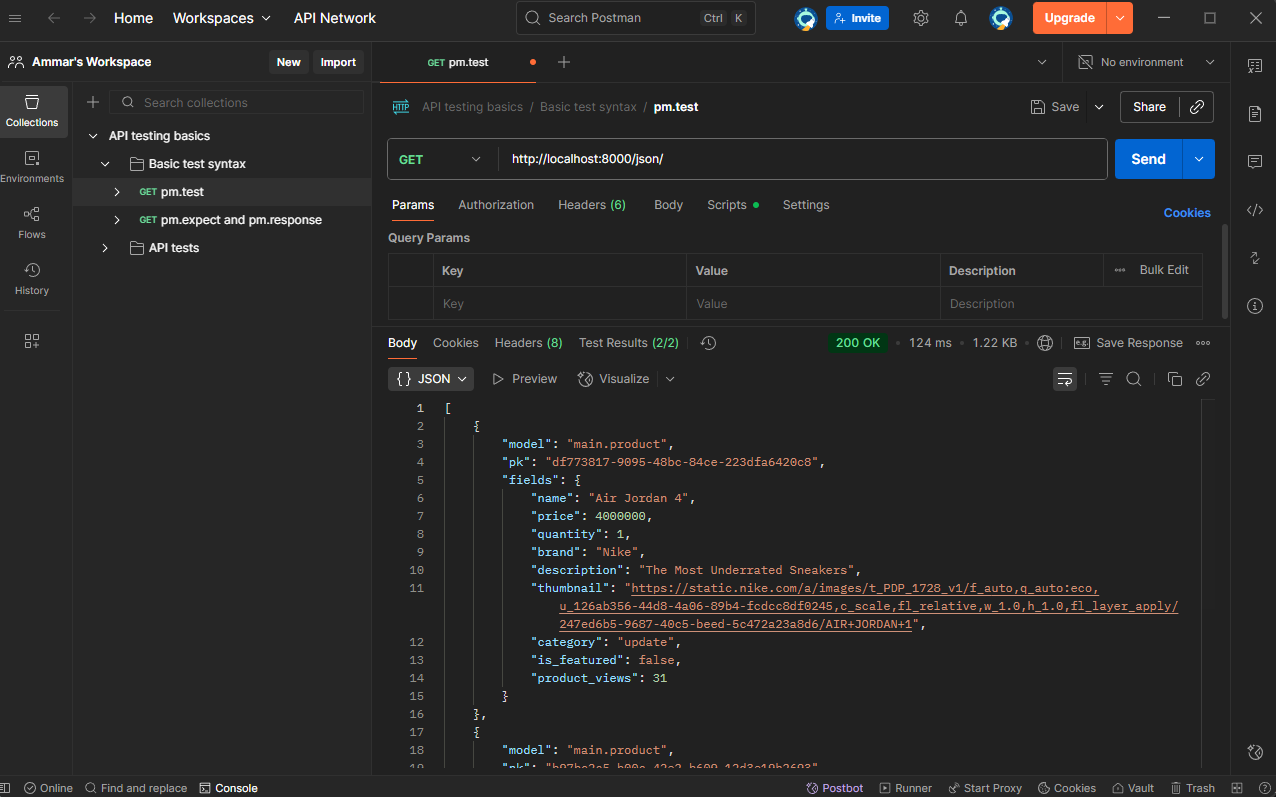 Home Workspaces API Network Search Postman Ctrl K Invite Upgrade
Ammar's Workspace New Import
GET pm.test No environment
Collections
Environments
Flows
History
Search collections
API testing basics
Basic test syntax
GET pm.test
GET pm.expect and pm.response
API tests
HTTP API testing basics / Basic test syntax / pm.test Save Share
GET http://localhost:8000/json/ Send
Params Authorization Headers (6) Body Scripts Settings Cookies
Query Params
Key Value Description Bulk Edit
Key Value Description
Body Cookies Headers (8) Test Results (2/2) 200 OK 124 ms 1.22 KB e.g. Save Response
{} JSON Preview Visualize
1 [
2 {
3 "model": "main.product",
4 "pk": "df773817-9095-48bc-84ce-223dfa6420c8",
5 "fields": {
6 "name": "Air Jordan 4",
7 "price": 4000000,
8 "quantity": 1,
9 "brand": "Nike",
10 "description": "The Most Underrated Sneakers",
11 "thumbnail": "https://static.nike.com/a/images/t_PDP_1728_v1/f_auto,q_auto:eco,
u_126ab356-44d8-4a06-89b4-fcdcc8df0245,c_scale,fl_relative,w_1.0,h_1.0,fl_layer_apply/
247ed6b5-9687-40c5-beed-5c472a23a8d6/AIR+JORDAN+1",
12 "category": "update",
13 "is_featured": false,
14 "product_views": 31
15 }
16 },
17 {
18 "model": "main.product",
19 "pk":
Online Find and replace Console Postbot Runner Start Proxy Cookies Vault Trash